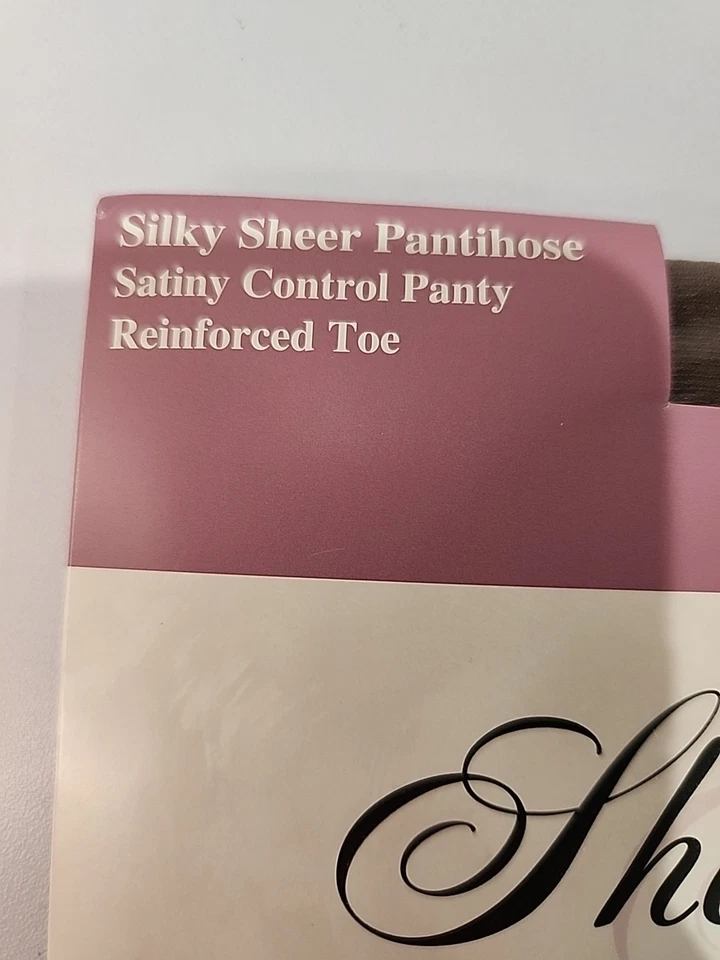 Silky Sheer Pantihose
Satiny Control Panty
Reinforced Toe